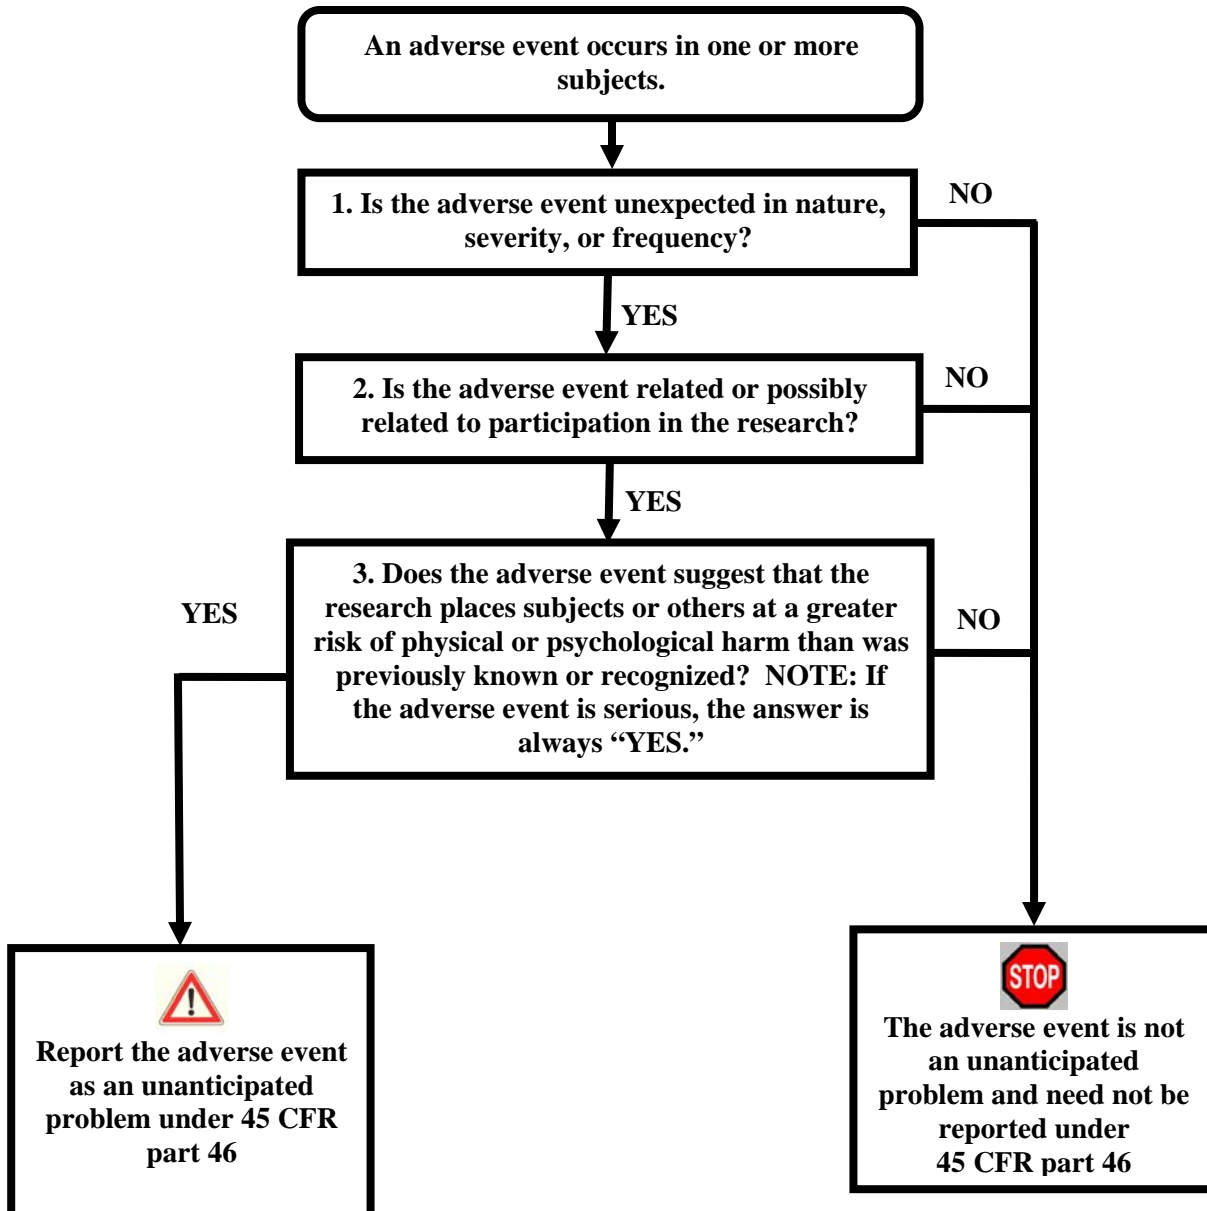 An adverse event occurs in one or more
subjects.
1. Is the adverse event unexpected in nature,
severity, or frequency?
NO
YES
2. Is the adverse event related or possibly
related to participation in the research?
NO
YES
3. Does the adverse event suggest that the
research places subjects or others at a greater
risk of physical or psychological harm than was
previously known or recognized?  NOTE: If
the adverse event is serious, the answer is
always “YES.”
YES
NO
Report the adverse event
as an unanticipated
problem under 45 CFR
part 46
STOP
The adverse event is not
an unanticipated
problem and need not be
reported under
45 CFR part 46